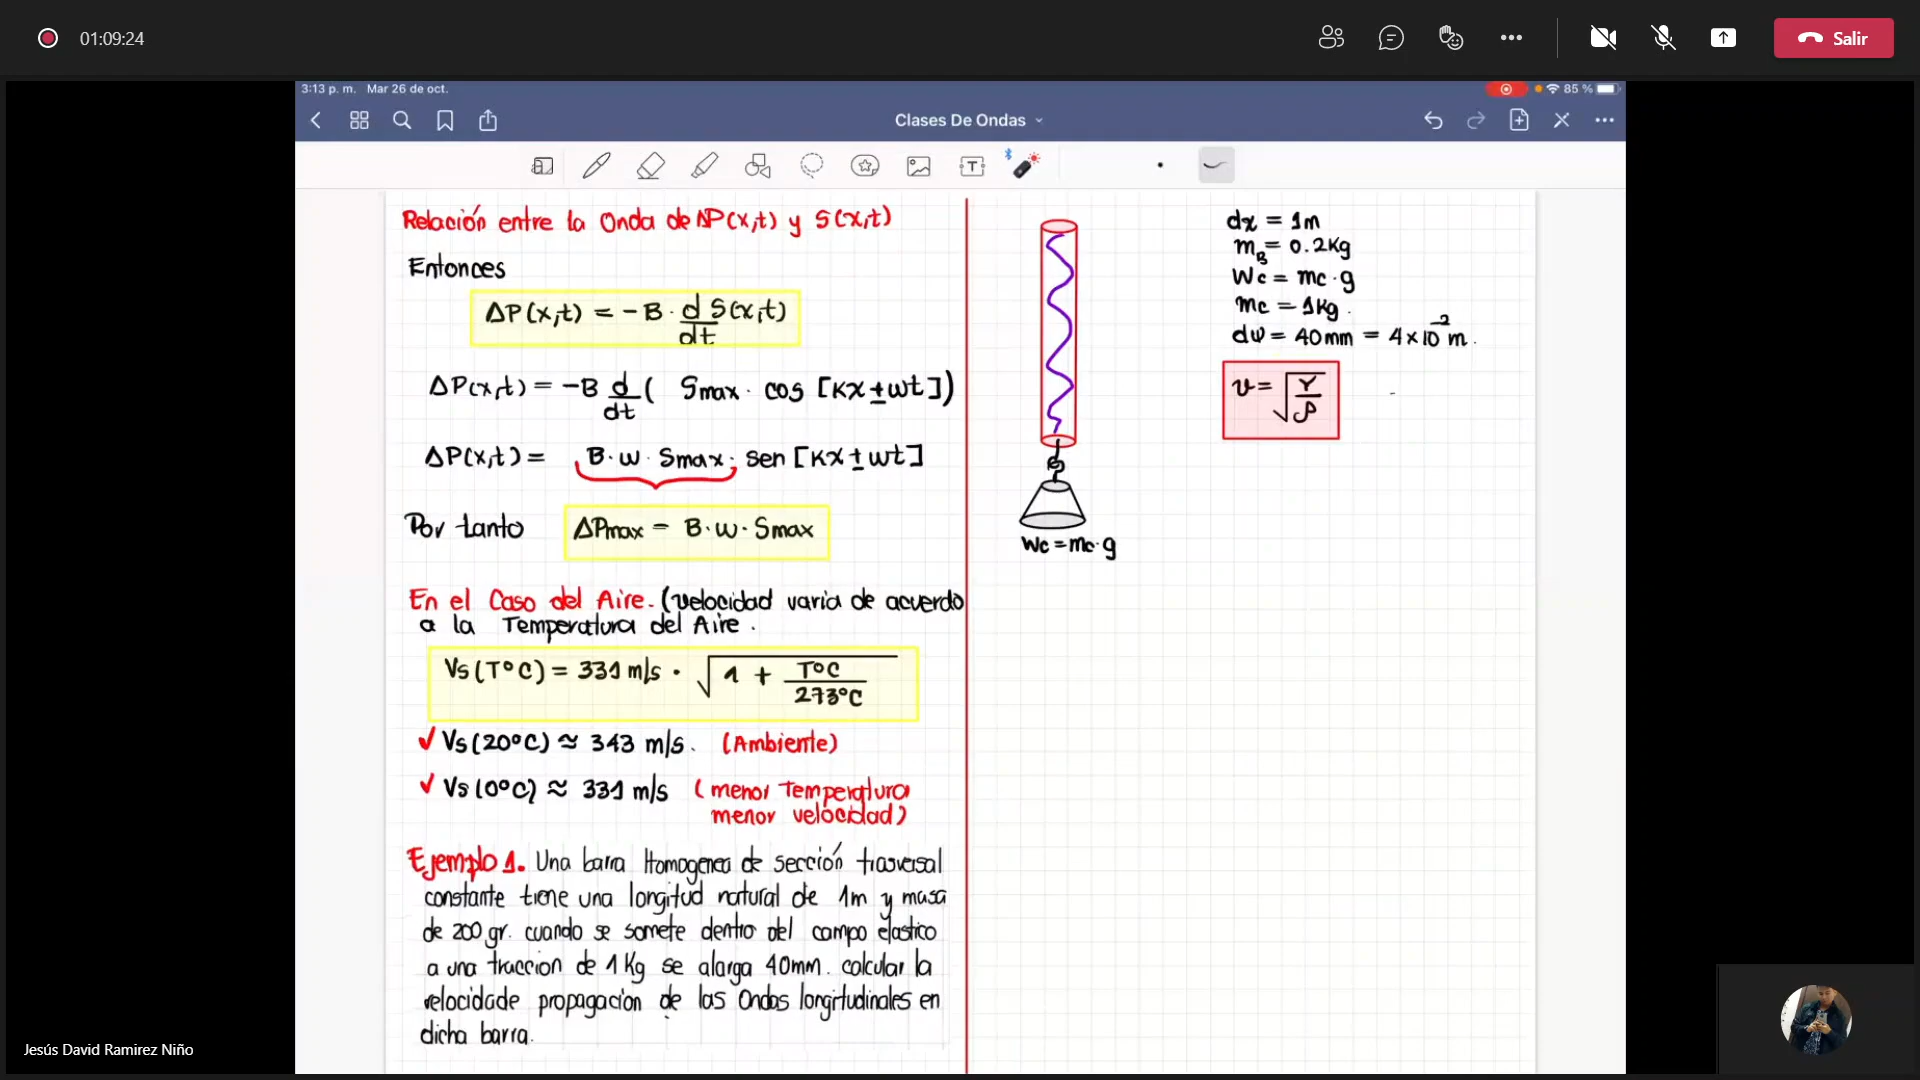 01:09:24
Salir
3:13 p. m. Mar 26 de oct.
85 %
Clases De Ondas
Relación entre la Onda de ΔP(x,t) y S(x,t)
Entonces
ΔP(x,t) = -B · d/dt S(x,t)
ΔP(x,t) = -B d/dt ( Smax · cos [kx ± wt])
ΔP(x,t) = B · w · Smax · sen [kx ± wt]
Por tanto ΔPmax = B · w · Smax
En el Caso del Aire. (velocidad varia de acuerdo
a la Temperatura del Aire.
Vs (T°C) = 331 m/s · √(1 + T°C/273°C)
✓ Vs (20°C) ≈ 343 m/s. (Ambiente)
✓ Vs (0°C) ≈ 331 m/s (menor Temperatura
menor velocidad)
Ejemplo 1. Una barra Homogenea de sección trasversal
constante tiene una longitud natural de 1m y masa
de 200 gr. cuando se somete dentro del campo elastico
a una traccion de 1 Kg se alarga 40mm. calcular la
velocidade propagacion de las Ondas longitudinales en
dicha barra.
Wc = mc · g
dx = 1m
mB = 0.2Kg
Wc = mc · g
mc = 1Kg.
dψ = 40mm = 4 x 10⁻² m.
v = √(Y/ρ)
Jesús David Ramirez Niño